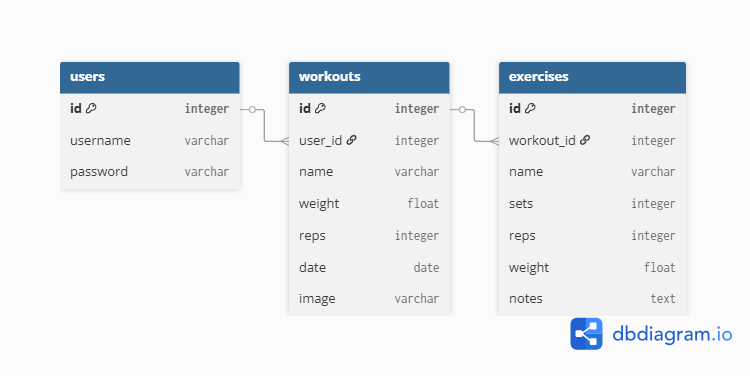 users
id integer
username varchar
password varchar
workouts
id integer
user_id integer
name varchar
weight float
reps integer
date date
image varchar
exercises
id integer
workout_id integer
name varchar
sets integer
reps integer
weight float
notes text
dbdiagram.io